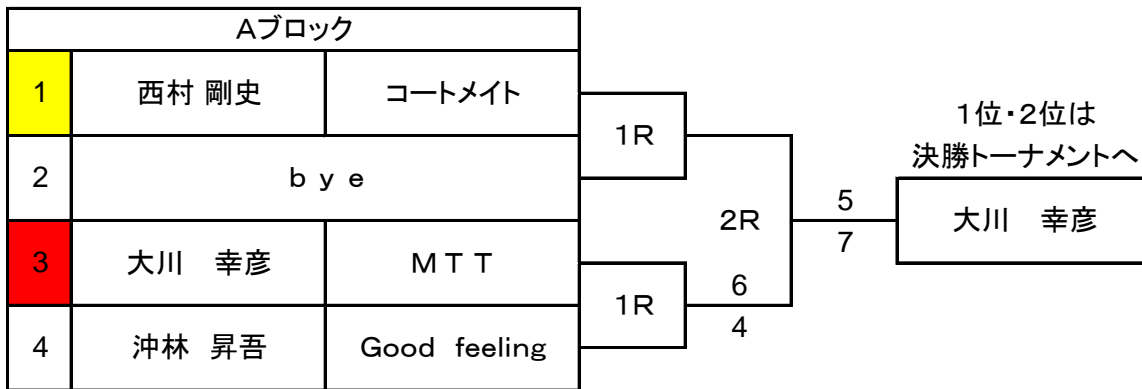 Aブロック
1 西村 剛史 コートメイト
2 ｂｙｅ
3 大川　幸彦 ＭＴＴ
4 沖林　昇吾 Good feeling
1R
1R
6
4
2R
5
7
1位・2位は
決勝トーナメントへ
大川　幸彦